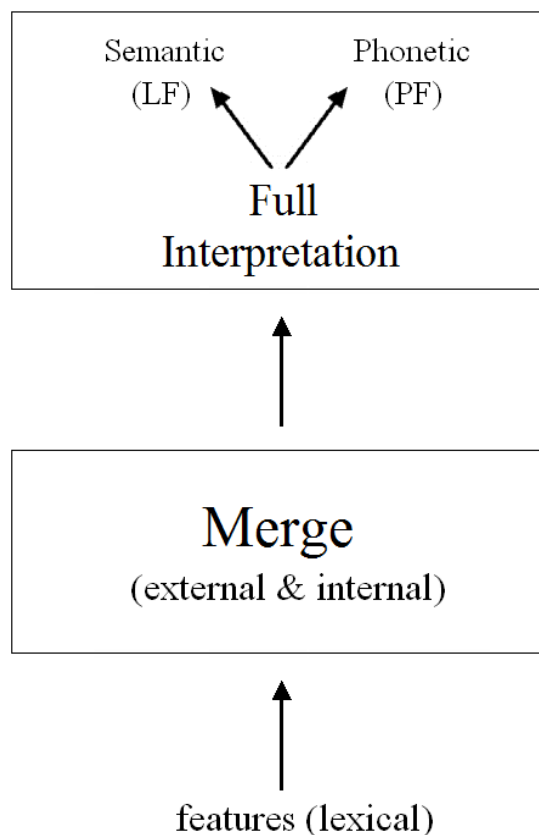 Semantic Phonetic
(LF) (PF)
Full
Interpretation
Merge
(external & internal)
features (lexical)